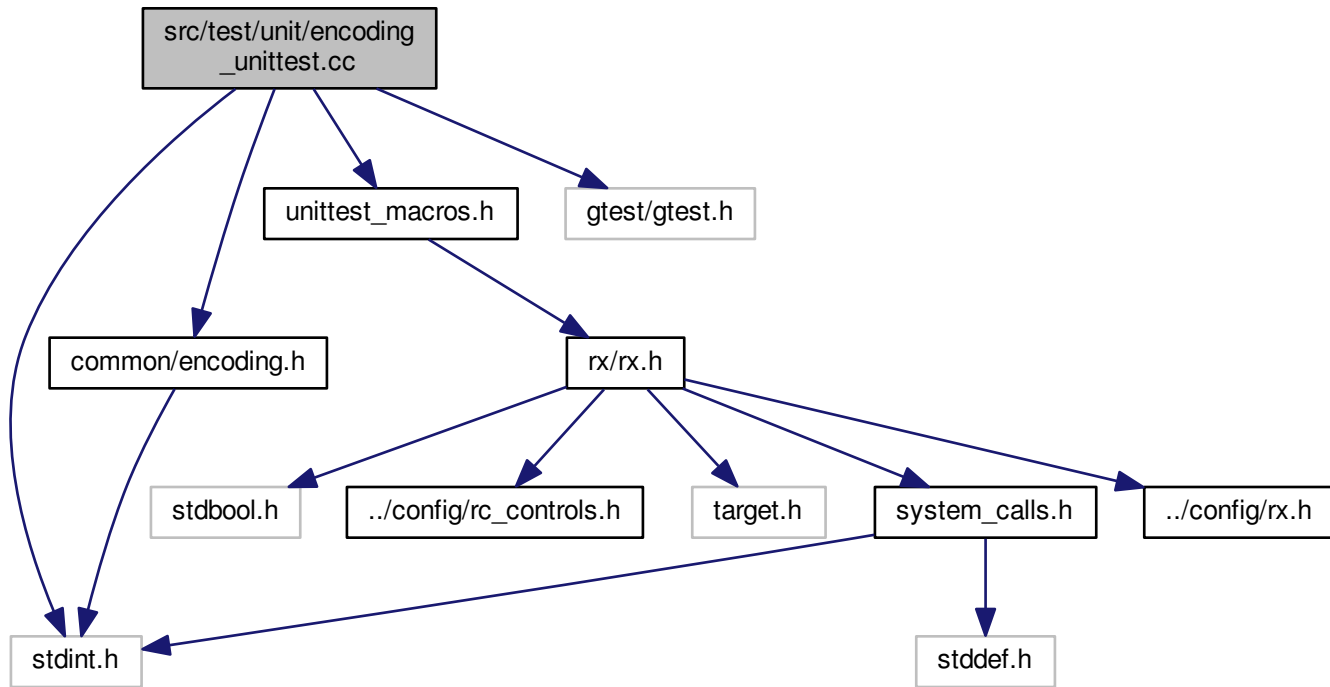 src/test/unit/encoding
_unittest.cc
unittest_macros.h
gtest/gtest.h
common/encoding.h
rx/rx.h
stdbool.h
../config/rc_controls.h
target.h
system_calls.h
../config/rx.h
stdint.h
stddef.h